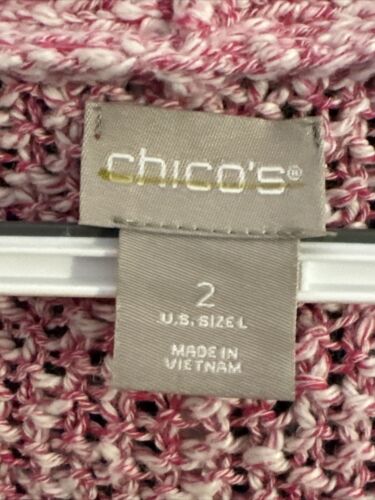 chico's®
2
U.S. SIZE L
MADE IN
VIETNAM